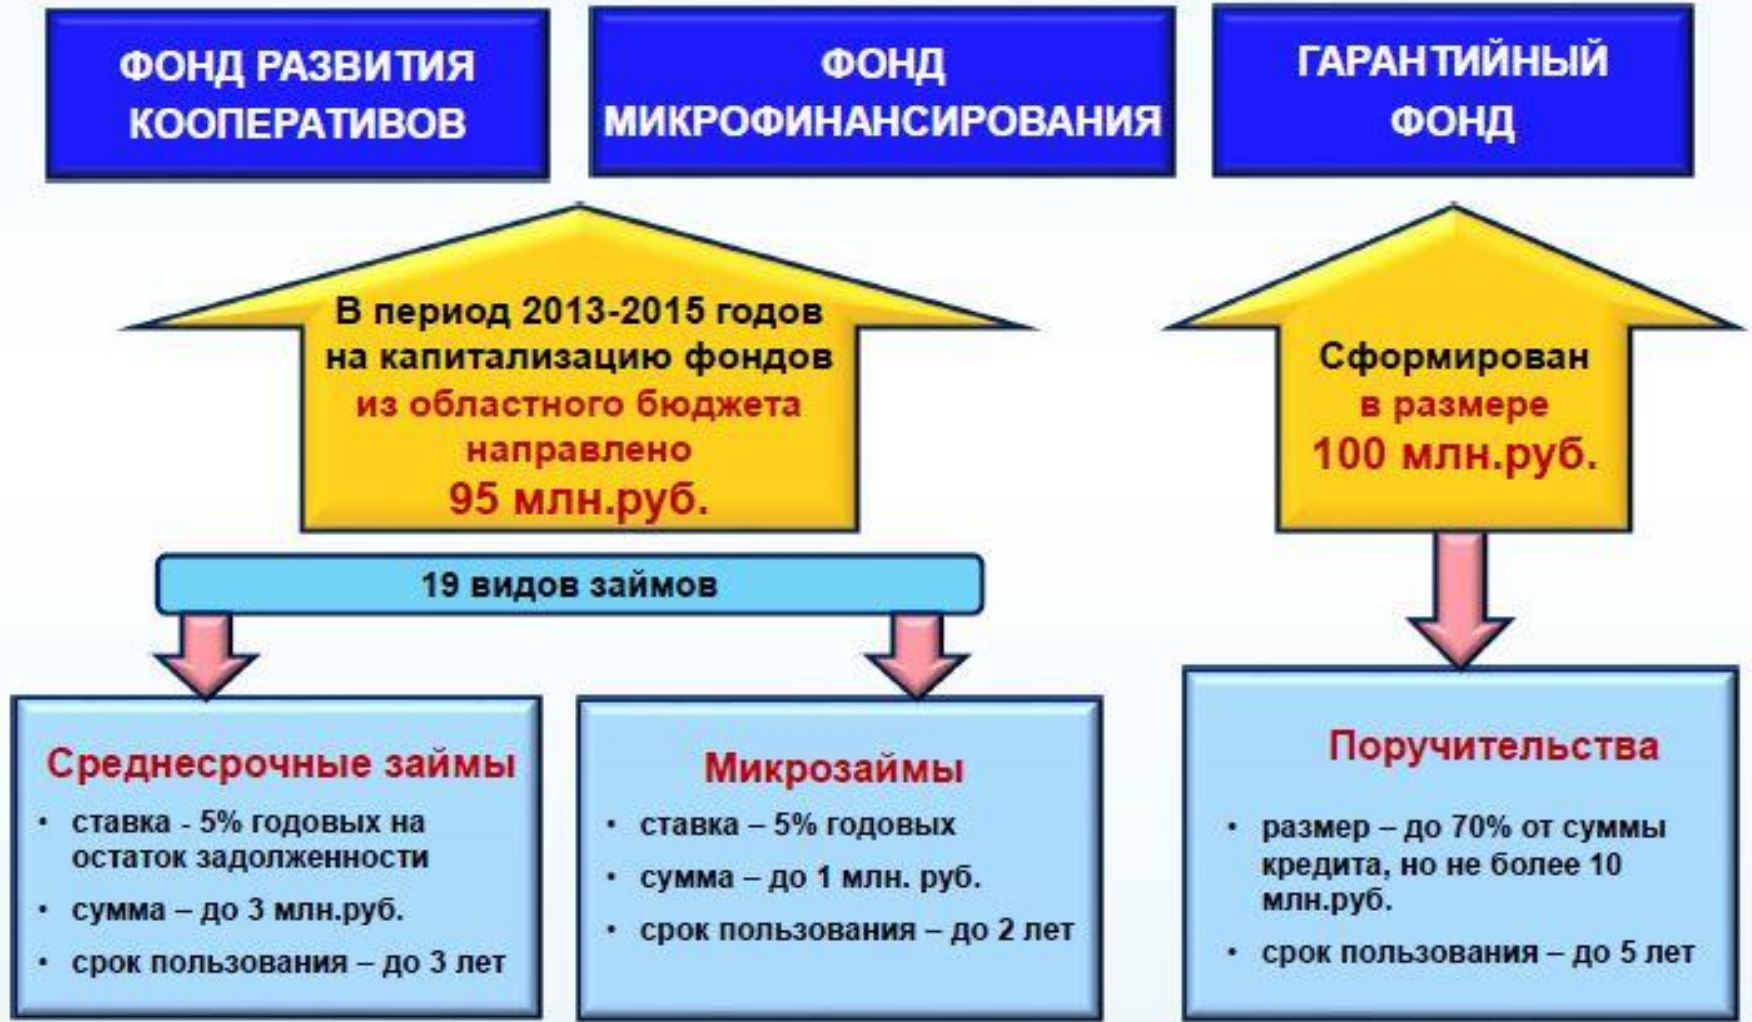 ФОНД РАЗВИТИЯ
КООПЕРАТИВОВ
ФОНД
МИКРОФИНАНСИРОВАНИЯ
ГАРАНТИЙНЫЙ
ФОНД
В период 2013-2015 годов
на капитализацию фондов
из областного бюджета
направлено
95 млн.руб.
Сформирован
в размере
100 млн.руб.
19 видов займов
Среднесрочные займы
• ставка - 5% годовых на
остаток задолженности
• сумма – до 3 млн.руб.
• срок пользования – до 3 лет
Микрозаймы
• ставка – 5% годовых
• сумма – до 1 млн. руб.
• срок пользования – до 2 лет
Поручительства
• размер – до 70% от суммы
кредита, но не более 10
млн.руб.
• срок пользования – до 5 лет